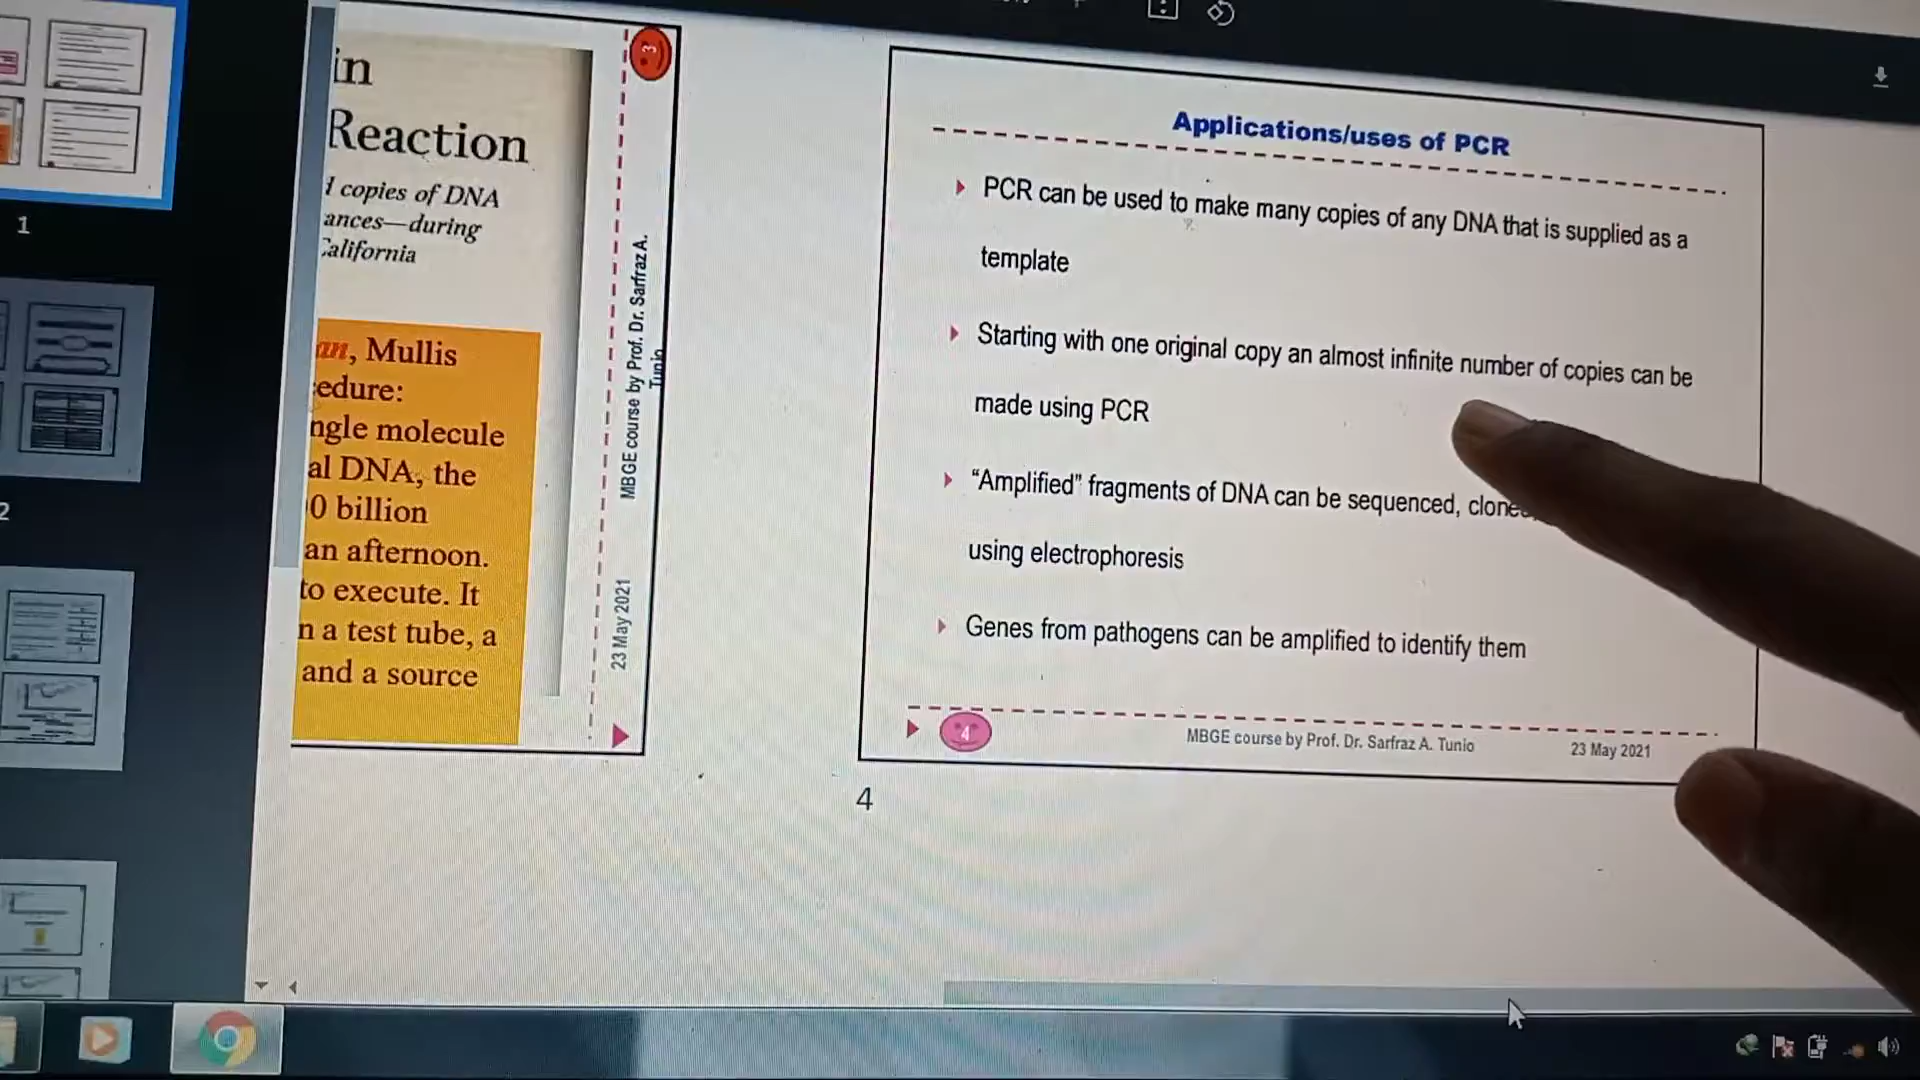 1
2
in
Reaction
copies of DNA
ances—during
California
an, Mullis
edure:
ngle molecule
al DNA, the
0 billion
an afternoon.
to execute. It
n a test tube, a
and a source
3
MBGE course by Prof. Dr. Sarfraz A.
Tunio
23 May 2021
Applications/uses of PCR
PCR can be used to make many copies of any DNA that is supplied as a
template
Starting with one original copy an almost infinite number of copies can be
made using PCR
“Amplified” fragments of DNA can be sequenced, clone
using electrophoresis
Genes from pathogens can be amplified to identify them
4
MBGE course by Prof. Dr. Sarfraz A. Tunio
23 May 2021
4